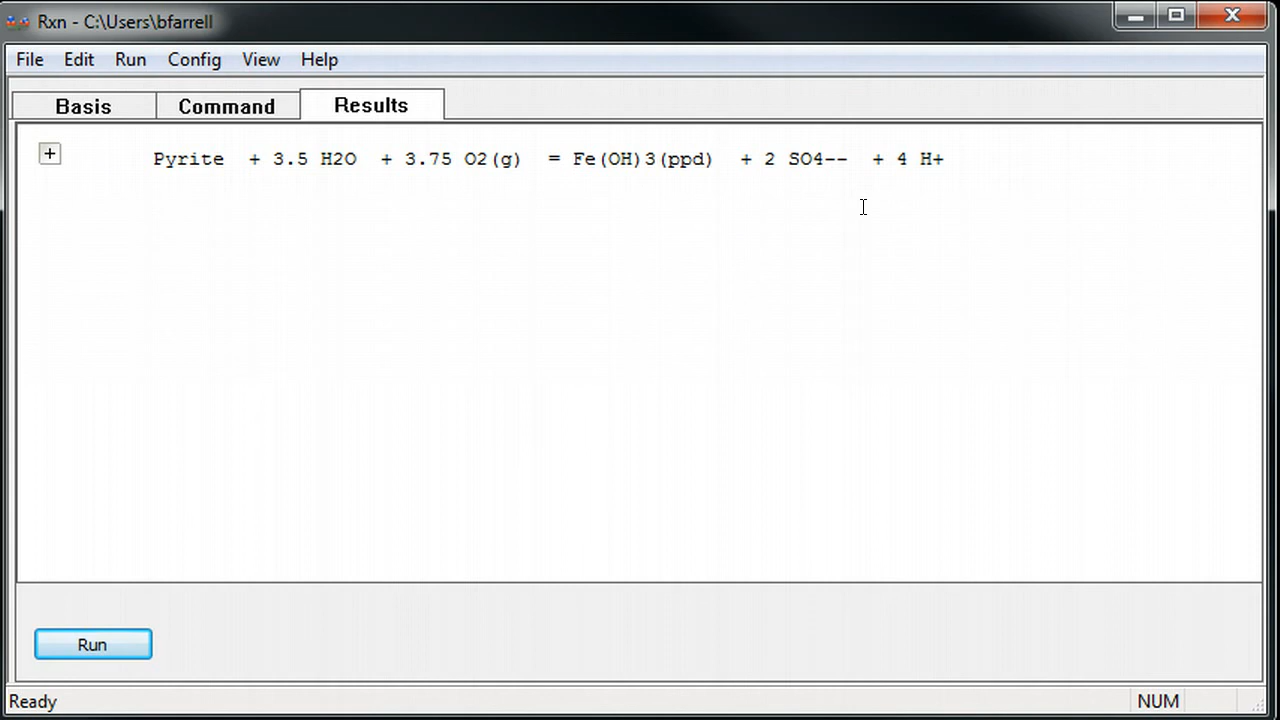 Rxn - C:\Users\bfarrell
File Edit Run Config View Help
Basis Command Results
+ Pyrite + 3.5 H2O + 3.75 O2(g) = Fe(OH)3(ppd) + 2 SO4-- + 4 H+
Run
Ready NUM